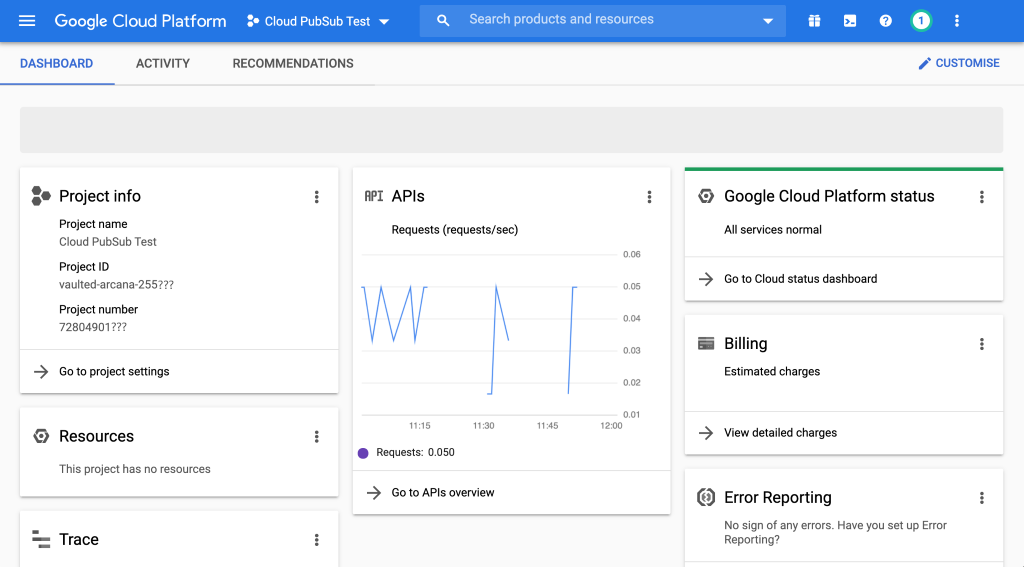 Google Cloud Platform
Cloud PubSub Test
Search products and resources
1
DASHBOARD
ACTIVITY
RECOMMENDATIONS
CUSTOMISE
Project info
Project name
Cloud PubSub Test
Project ID
vaulted-arcana-255???
Project number
72804901???
Go to project settings
Resources
This project has no resources
Trace
API APIs
Requests (requests/sec)
0.06
0.05
0.04
0.03
0.02
0.01
11:15
11:30
11:45
12:00
Requests: 0.050
Go to APIs overview
Google Cloud Platform status
All services normal
Go to Cloud status dashboard
Billing
Estimated charges
View detailed charges
Error Reporting
No sign of any errors. Have you set up Error
Reporting?